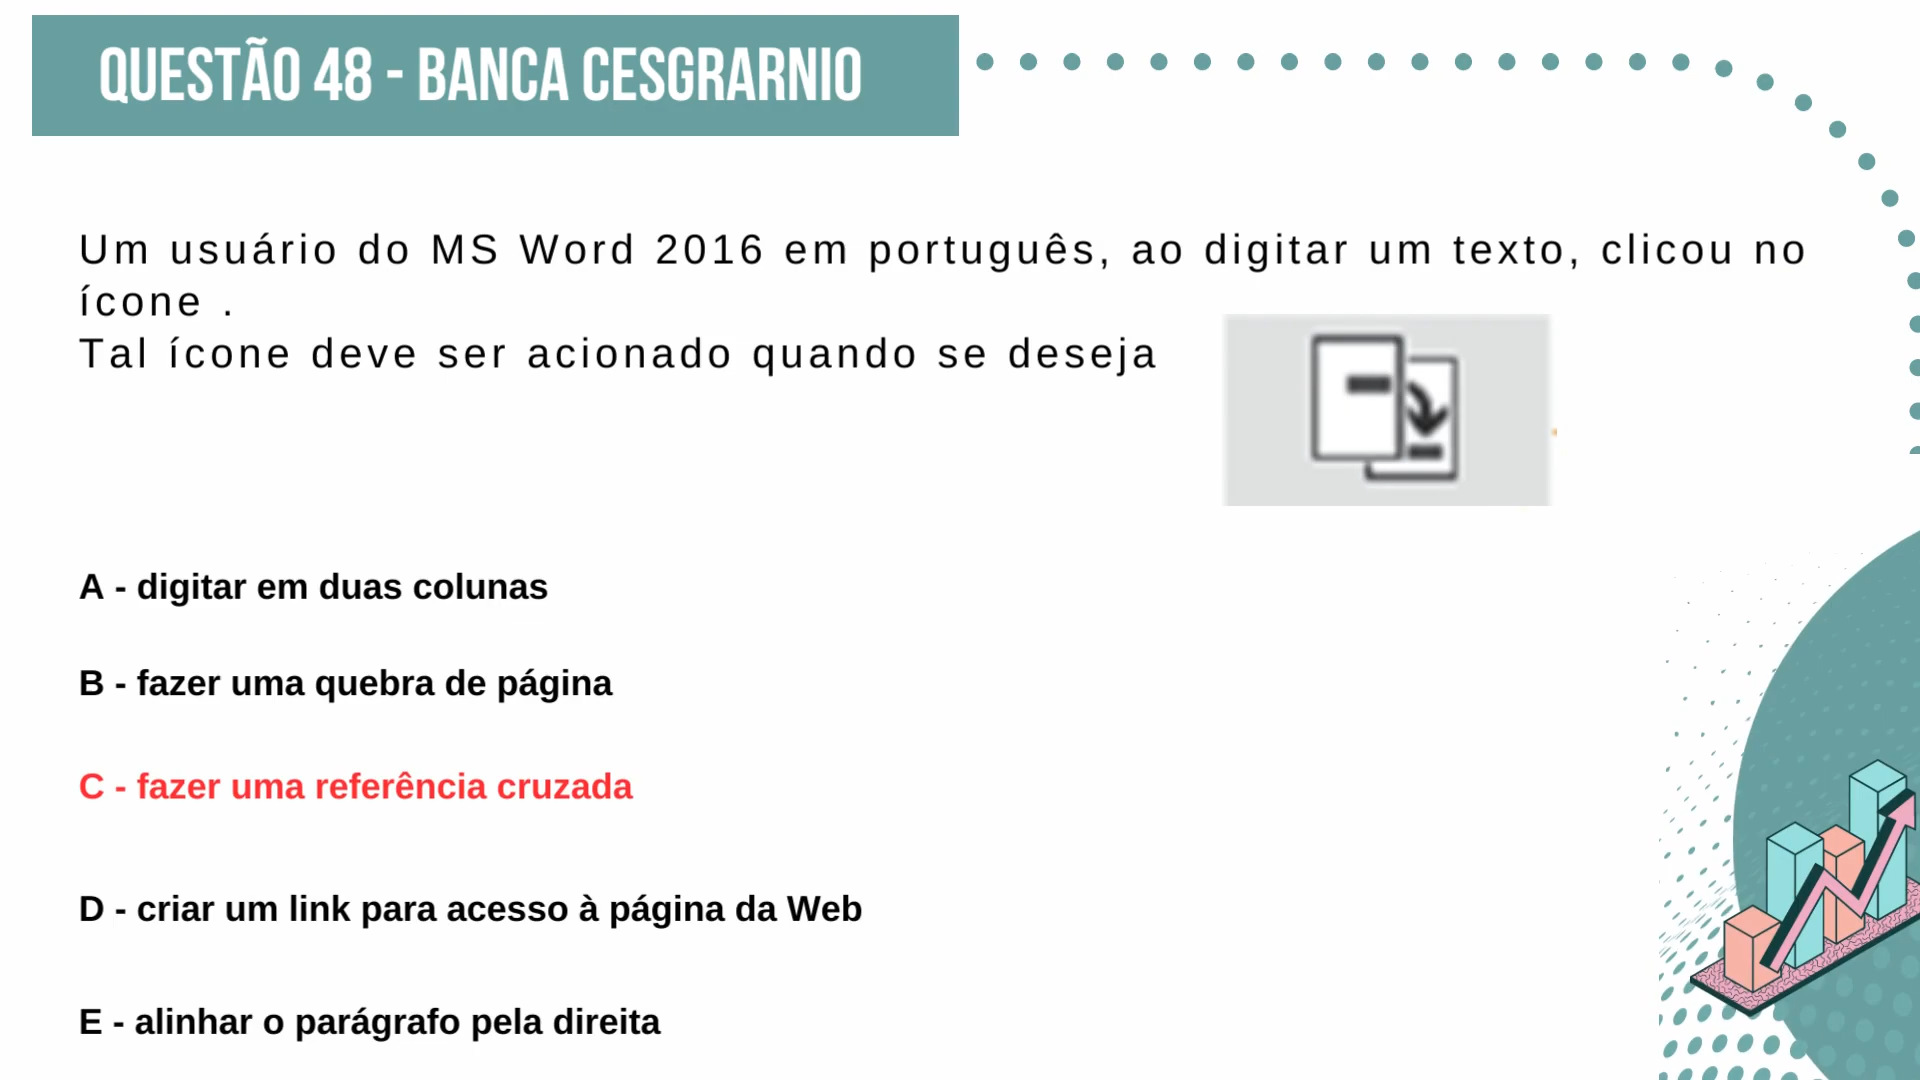 QUESTÃO 48 - BANCA CESGRARNIO
Um usuário do MS Word 2016 em português, ao digitar um texto, clicou no
ícone .
Tal ícone deve ser acionado quando se deseja
A - digitar em duas colunas
B - fazer uma quebra de página
C - fazer uma referência cruzada
D - criar um link para acesso à página da Web
E - alinhar o parágrafo pela direita